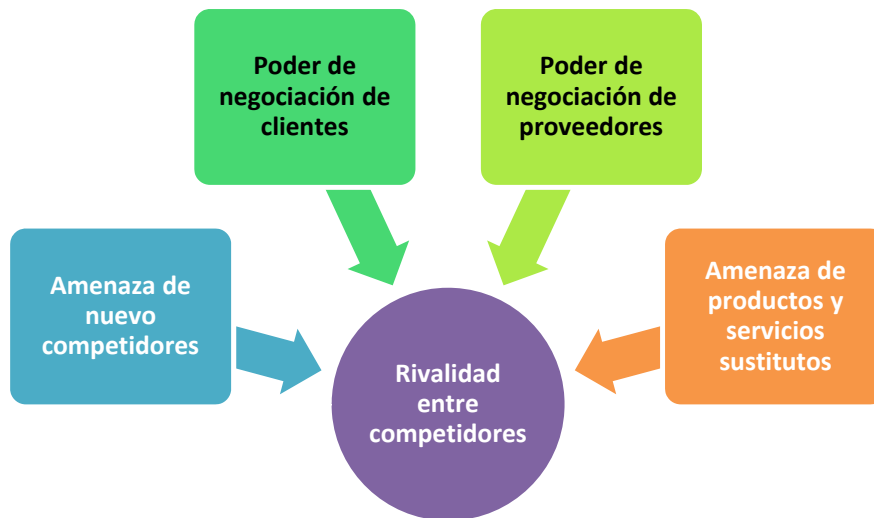 Poder de
negociación de
clientes
Poder de
negociación de
proveedores
Amenaza de
nuevo
competidores
Amenaza de
productos y
servicios
sustitutos
Rivalidad
entre
competidores